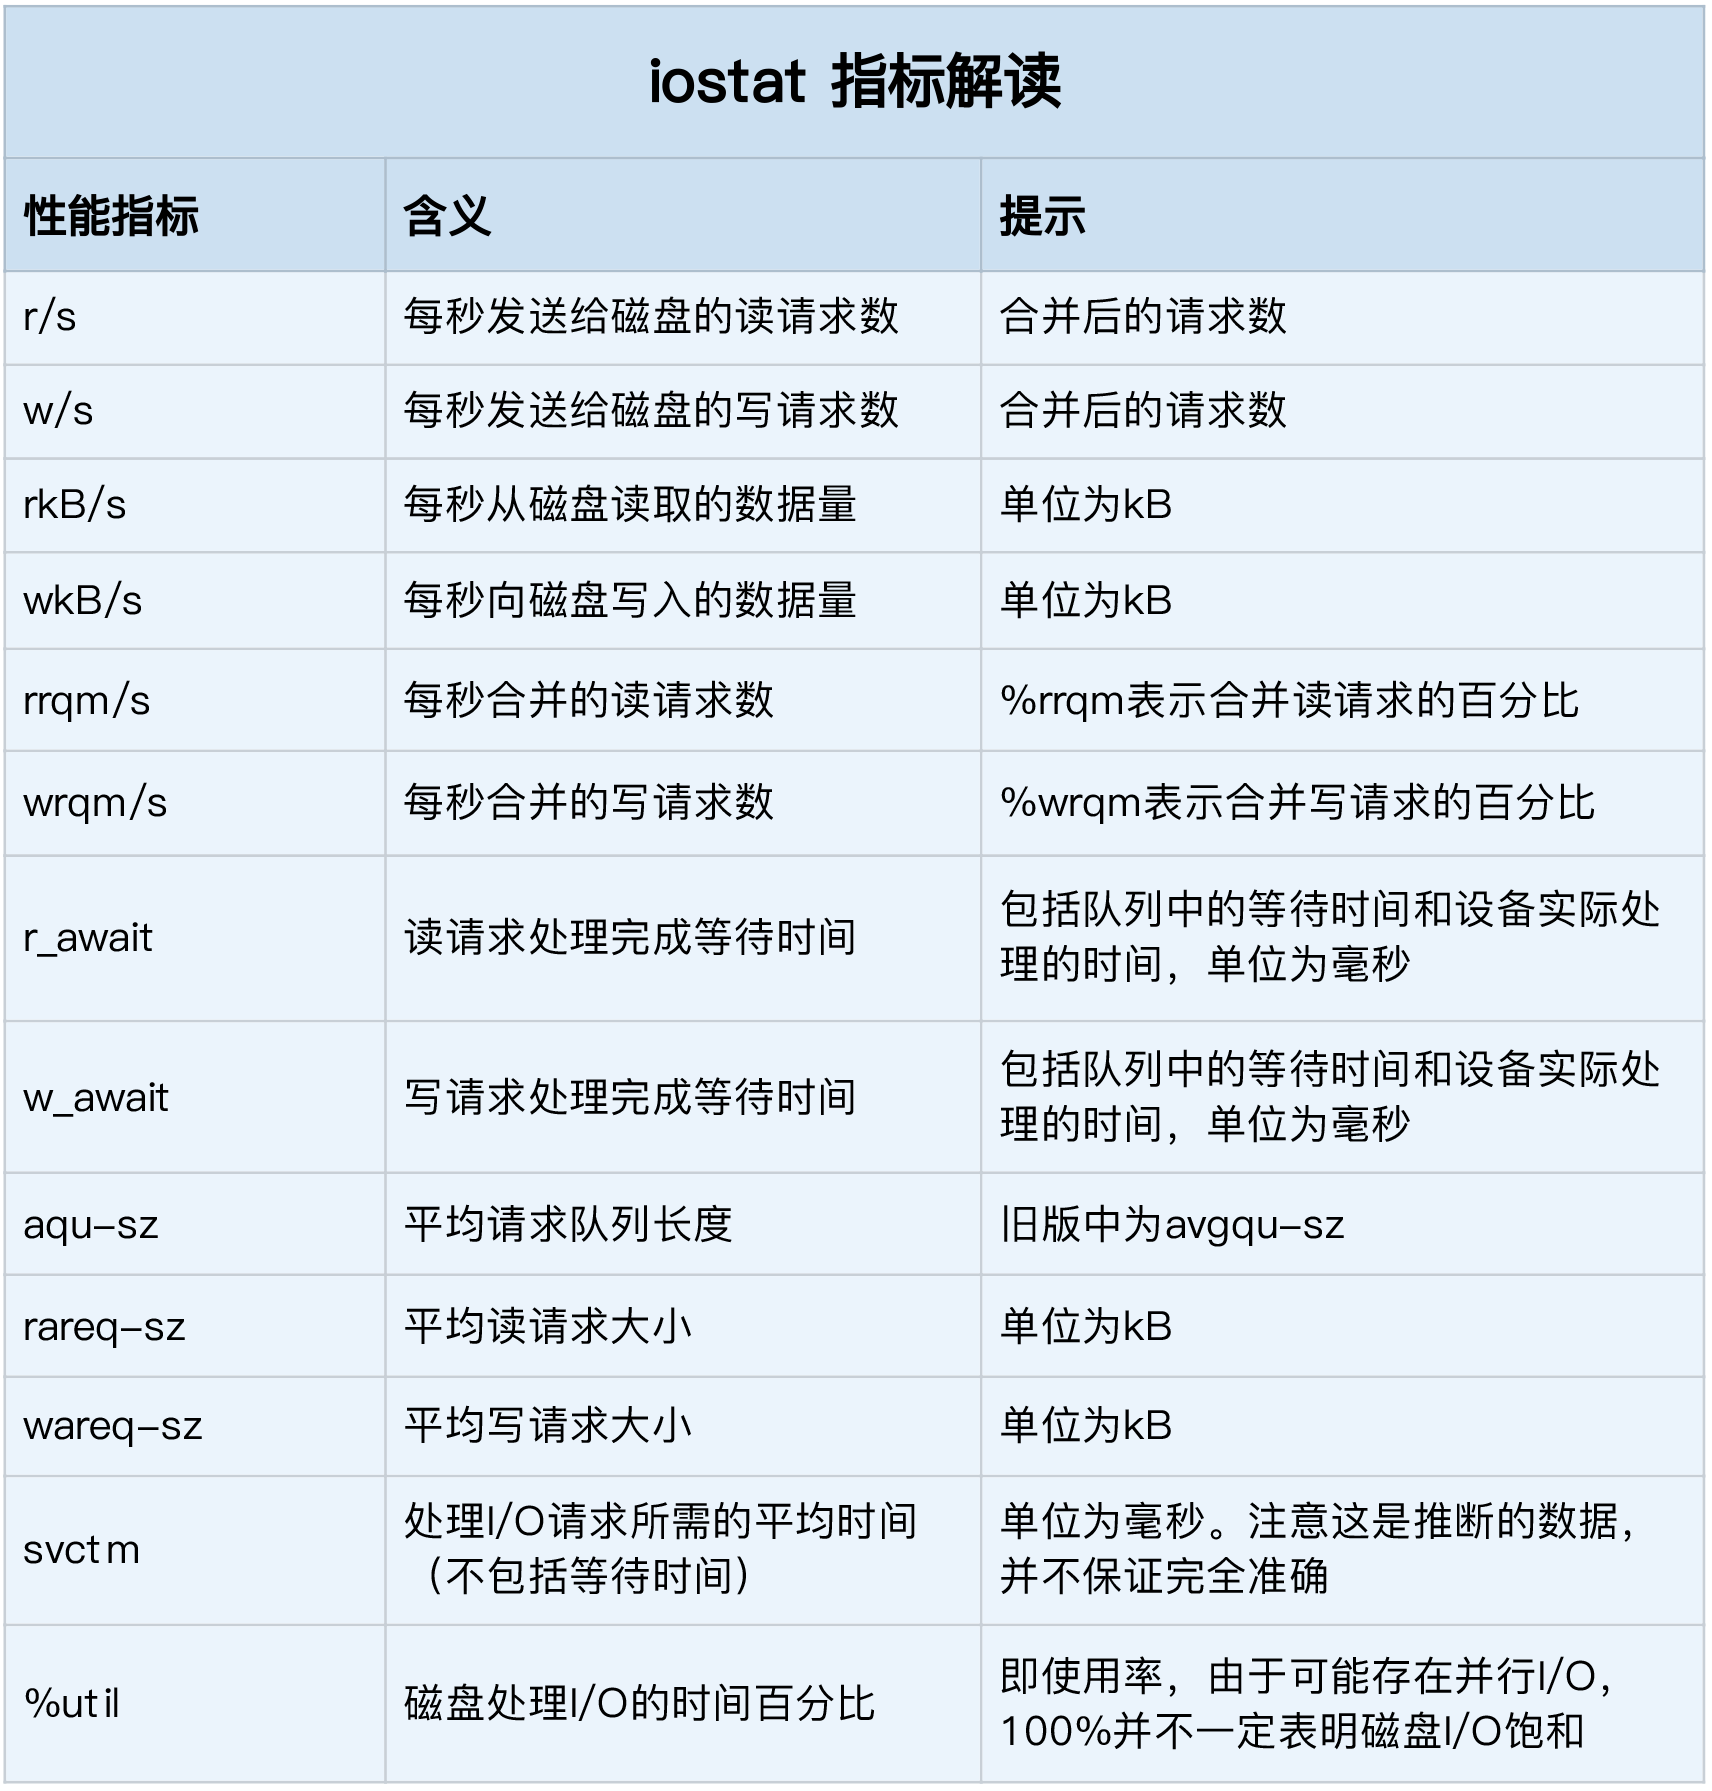 iostat 指标解读
性能指标 含义 提示
r/s 每秒发送给磁盘的读请求数 合并后的请求数
w/s 每秒发送给磁盘的写请求数 合并后的请求数
rkB/s 每秒从磁盘读取的数据量 单位为kB
wkB/s 每秒向磁盘写入的数据量 单位为kB
rrqm/s 每秒合并的读请求数 %rrqm表示合并读请求的百分比
wrqm/s 每秒合并的写请求数 %wrqm表示合并写请求的百分比
r_await 读请求处理完成等待时间 包括队列中的等待时间和设备实际处
理的时间，单位为毫秒
w_await 写请求处理完成等待时间 包括队列中的等待时间和设备实际处
理的时间，单位为毫秒
aqu-sz 平均请求队列长度 旧版中为avgqu-sz
rareq-sz 平均读请求大小 单位为kB
wareq-sz 平均写请求大小 单位为kB
svctm
处理I/O请求所需的平均时间
（不包括等待时间）
单位为毫秒。注意这是推断的数据，
并不保证完全准确
%util 磁盘处理I/O的时间百分比
即使用率，由于可能存在并行I/O，
100%并不一定表明磁盘I/O饱和